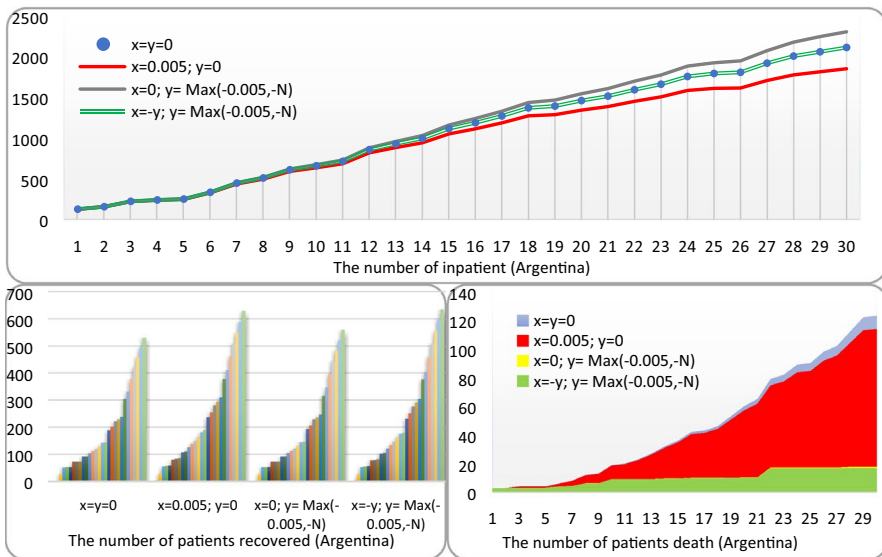 2500
2000
1500
1000
500
0
x=y=0
x=0.005; y=0
x=0; y= Max(-0.005,-N)
x=-y; y= Max(-0.005,-N)
1 2 3 4 5 6 7 8 9 10 11 12 13 14 15 16 17 18 19 20 21 22 23 24 25 26 27 28 29 30
The number of inpatient (Argentina)
700
600
500
400
300
200
100
0
x=y=0 x=0.005; y=0 x=0; y= Max(- x=-y; y= Max(-
0.005,-N) 0.005,-N)
The number of patients recovered (Argentina)
140
120
100
80
60
40
20
0
x=y=0
x=0.005; y=0
x=0; y= Max(-0.005,-N)
x=-y; y= Max(-0.005,-N)
1 3 5 7 9 11 13 15 17 19 21 23 25 27 29
The number of patients death (Argentina)